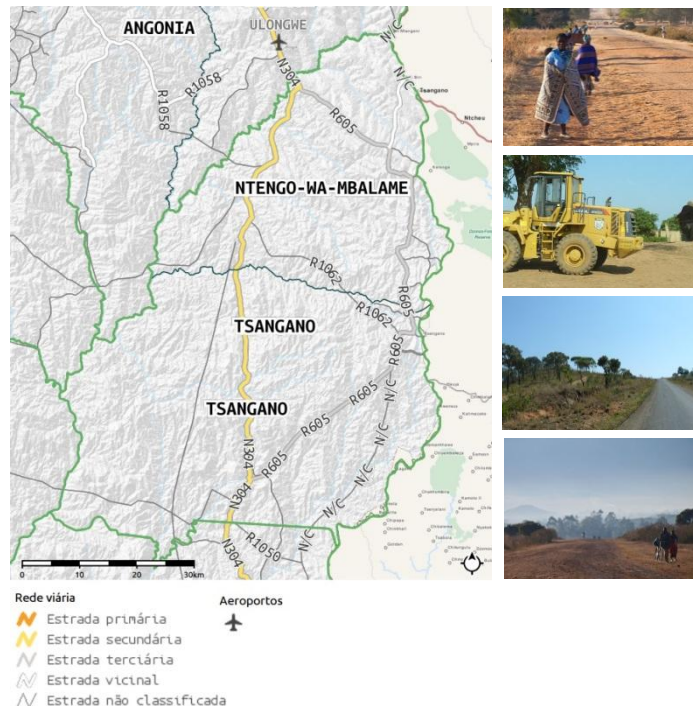 ANGONIA
ULONGWE
N/C
N304
R1058
R1058
N/C
Tsangano
Ntcheu
R605
NTENGO-WA-MBALAME
R1062
R1062
R605
TSANGANO
R605
TSANGANO
N/C
R605
R605
N304
R605
N/C
N/C
N304
N/C
R1050
N/C
N304
0 10 20 30km
Rede viária
Aeroportos
Estrada primária
Estrada secundária
Estrada terciária
Estrada vicinal
Estrada não classificada